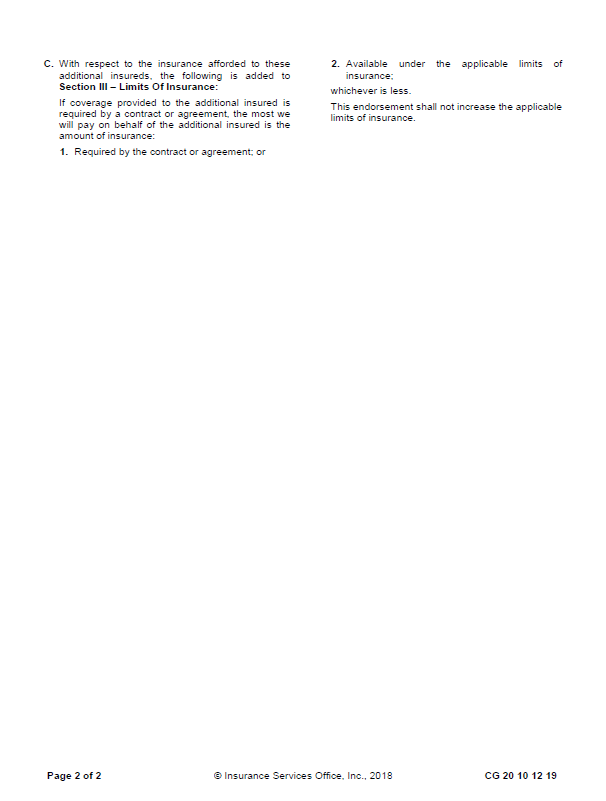 C. With respect to the insurance afforded to these
additional insureds, the following is added to
Section III – Limits Of Insurance:
If coverage provided to the additional insured is
required by a contract or agreement, the most we
will pay on behalf of the additional insured is the
amount of insurance:
1. Required by the contract or agreement; or
2. Available under the applicable limits of
insurance;
whichever is less.
This endorsement shall not increase the applicable
limits of insurance.
Page 2 of 2
© Insurance Services Office, Inc., 2018
CG 20 10 12 19